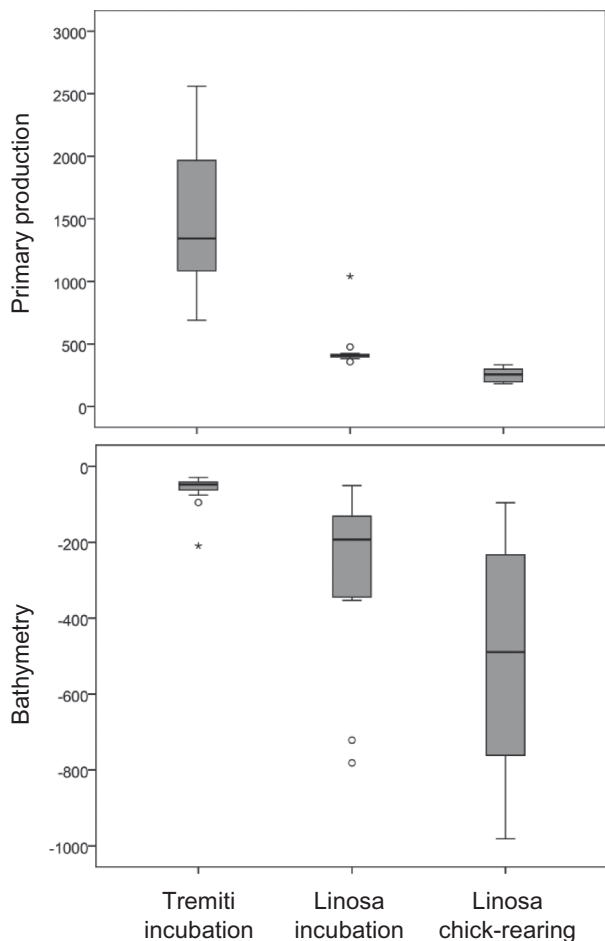 Primary production
3000
2500
2000
1500
1000
500
0
Bathymetry
0
-200
-400
-600
-800
-1000
Tremiti
incubation
Linosa
incubation
Linosa
chick-rearing